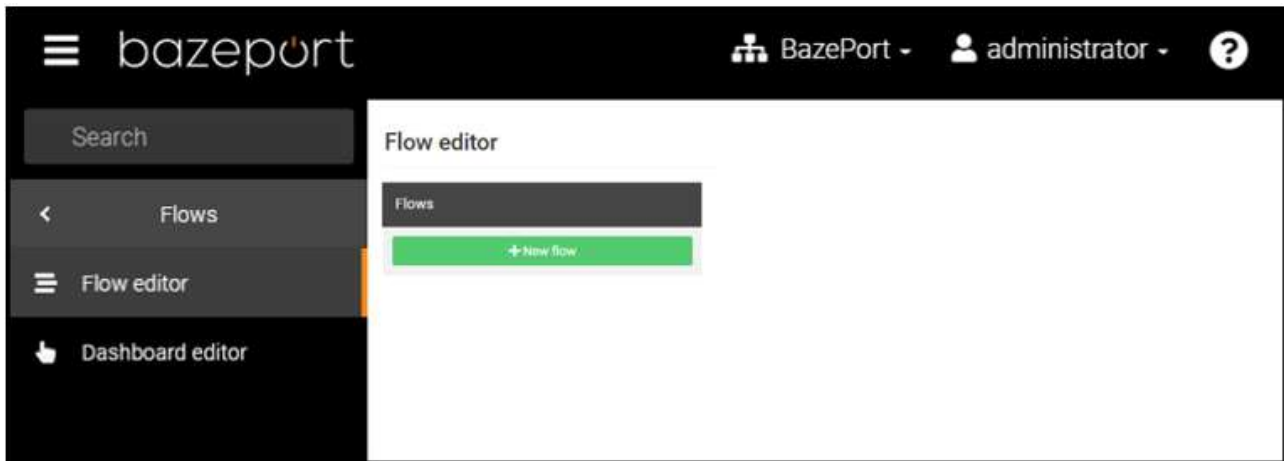 bazeport
BazePort
administrator
?
Search
Flows
Flow editor
Dashboard editor
Flow editor
Flows
+New flow